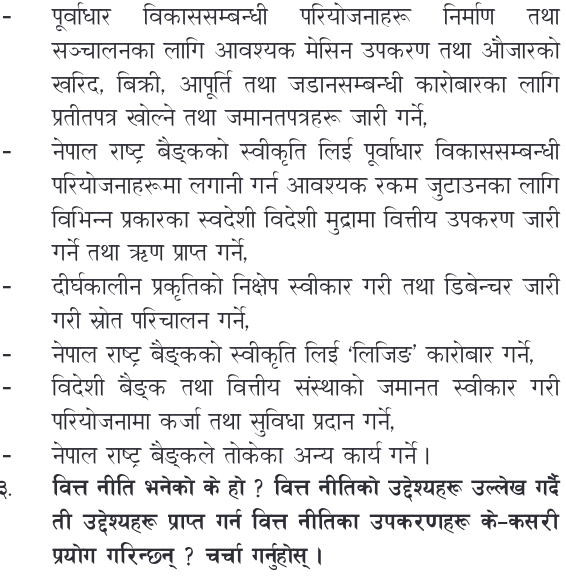 - पूर्वाधार विकाससम्बन्धी परियोजनाहरू निर्माण तथा
सञ्चालनका लागि आवश्यक मेसिन उपकरण तथा औजारको
खरिद, बिक्री, आपूर्ति तथा जडानसम्बन्धी कारोबारका लागि
प्रतीतपत्र खोल्ने तथा जमानतपत्रहरू जारी गर्ने,
- नेपाल राष्ट्र बैङ्कको स्वीकृति लिई पूर्वाधार विकाससम्बन्धी
परियोजनाहरूमा लगानी गर्न आवश्यक रकम जुटाउनका लागि
विभिन्न प्रकारका स्वदेशी विदेशी मुद्रामा वित्तीय उपकरण जारी
गर्ने तथा ऋण प्राप्त गर्ने,
- दीर्घकालीन प्रकृतिको निक्षेप स्वीकार गरी तथा डिबेन्चर जारी
गरी स्रोत परिचालन गर्ने,
- नेपाल राष्ट्र बैङ्कको स्वीकृति लिई ‘लिजिङ’ कारोबार गर्ने,
- विदेशी बैङ्क तथा वित्तीय संस्थाको जमानत स्वीकार गरी
परियोजनामा कर्जा तथा सुविधा प्रदान गर्ने,
- नेपाल राष्ट्र बैङ्कले तोकेका अन्य कार्य गर्ने ।
३. वित्त नीति भनेको के हो ? वित्त नीतिको उद्देश्यहरू उल्लेख गर्दै
ती उद्देश्यहरू प्राप्त गर्न वित्त नीतिका उपकरणहरू के-कसरी
प्रयोग गरिन्छन् ? चर्चा गर्नुहोस् ।